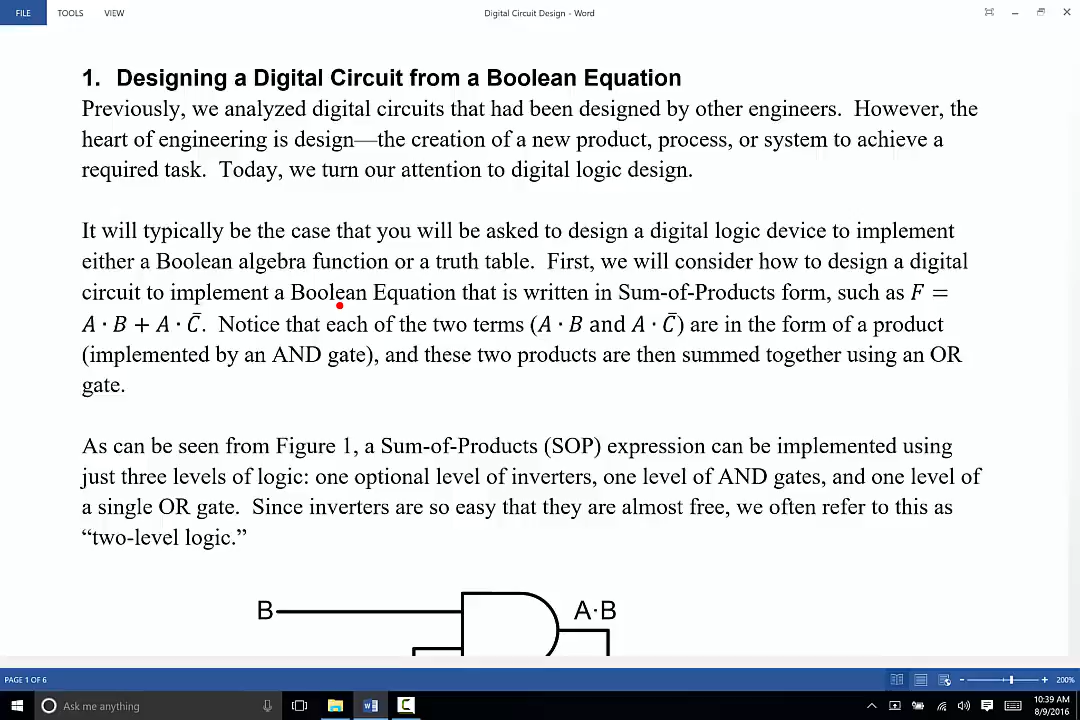 FILE TOOLS VIEW Digital Circuit Design - Word
1. Designing a Digital Circuit from a Boolean Equation
Previously, we analyzed digital circuits that had been designed by other engineers. However, the
heart of engineering is design—the creation of a new product, process, or system to achieve a
required task. Today, we turn our attention to digital logic design.
It will typically be the case that you will be asked to design a digital logic device to implement
either a Boolean algebra function or a truth table. First, we will consider how to design a digital
circuit to implement a Boolean Equation that is written in Sum-of-Products form, such as F =
A · B + A · C̄. Notice that each of the two terms (A · B and A · C̄) are in the form of a product
(implemented by an AND gate), and these two products are then summed together using an OR
gate.
As can be seen from Figure 1, a Sum-of-Products (SOP) expression can be implemented using
just three levels of logic: one optional level of inverters, one level of AND gates, and one level of
a single OR gate. Since inverters are so easy that they are almost free, we often refer to this as
“two-level logic.”
B A·B
PAGE 1 OF 6 200%
Ask me anything 10:39 AM
8/9/2016